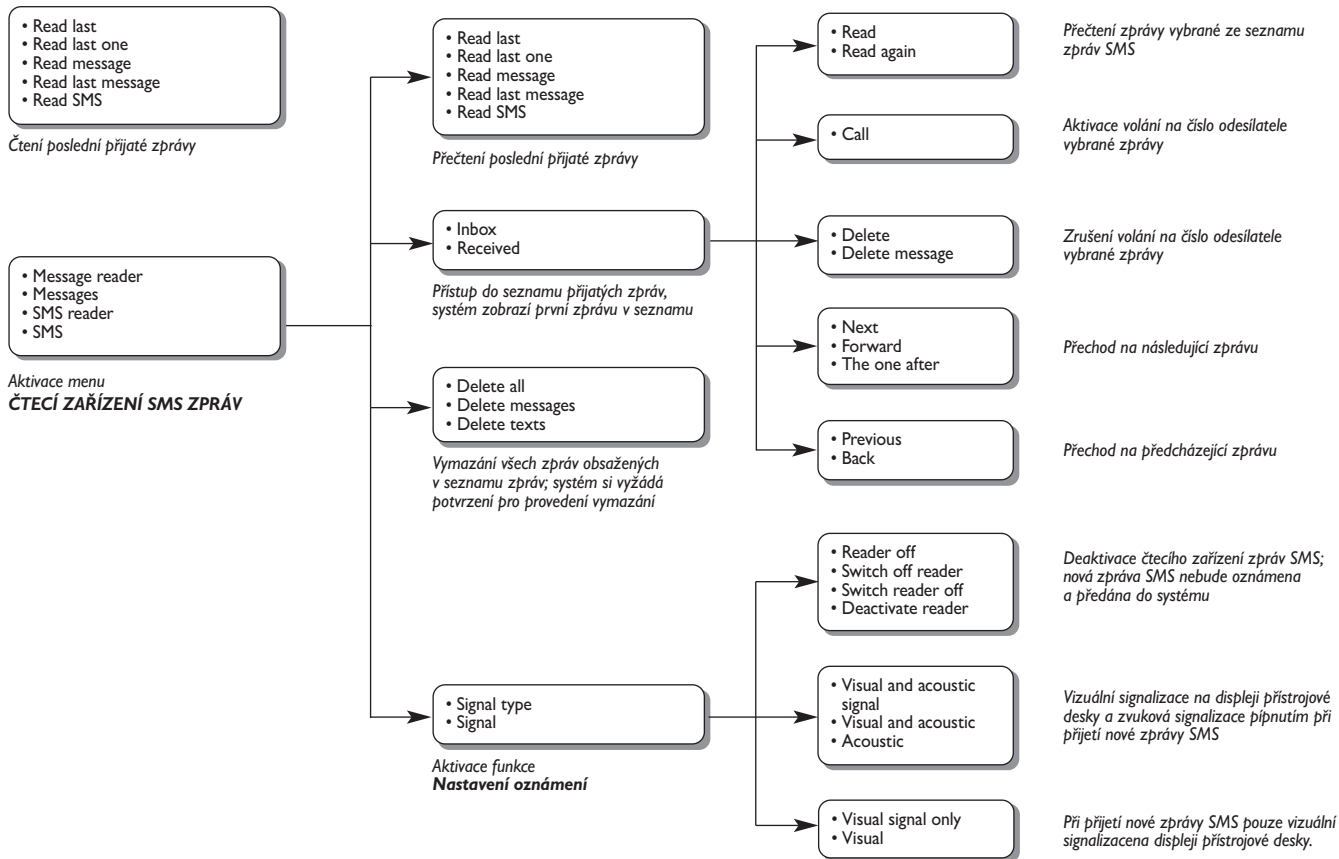 • Read last
• Read last one
• Read message
• Read last message
• Read SMS
Čtení poslední přijaté zprávy
• Message reader
• Messages
• SMS reader
• SMS
Aktivace menu
ČTECÍ ZAŘÍZENÍ SMS ZPRÁV
• Read last
• Read last one
• Read message
• Read last message
• Read SMS
Přečtení poslední přijaté zprávy
• Inbox
• Received
Přístup do seznamu přijatých zpráv,
systém zobrazí první zprávu v seznamu
• Delete all
• Delete messages
• Delete texts
Vymazání všech zpráv obsažených
v seznamu zpráv; systém si vyžádá
potvrzení pro provedení vymazání
• Signal type
• Signal
Aktivace funkce
Nastavení oznámení
• Read
• Read again
Přečtení zprávy vybrané ze seznamu
zpráv SMS
• Call
Aktivace volání na číslo odesílatele
vybrané zprávy
• Delete
• Delete message
Zrušení volání na číslo odesílatele
vybrané zprávy
• Next
• Forward
• The one after
Přechod na následující zprávu
• Previous
• Back
Přechod na předcházející zprávu
• Reader off
• Switch off reader
• Switch reader off
• Deactivate reader
Deaktivace čtecího zařízení zpráv SMS;
nová zpráva SMS nebude oznámena
a předána do systému
• Visual and acoustic
signal
• Visual and acoustic
• Acoustic
Vizuální signalizace na displeji přístrojové
desky a zvuková signalizace pípnutím při
přijetí nové zprávy SMS
• Visual signal only
• Visual
Při přijetí nové zprávy SMS pouze vizuální
signalizacena displeji přístrojové desky.